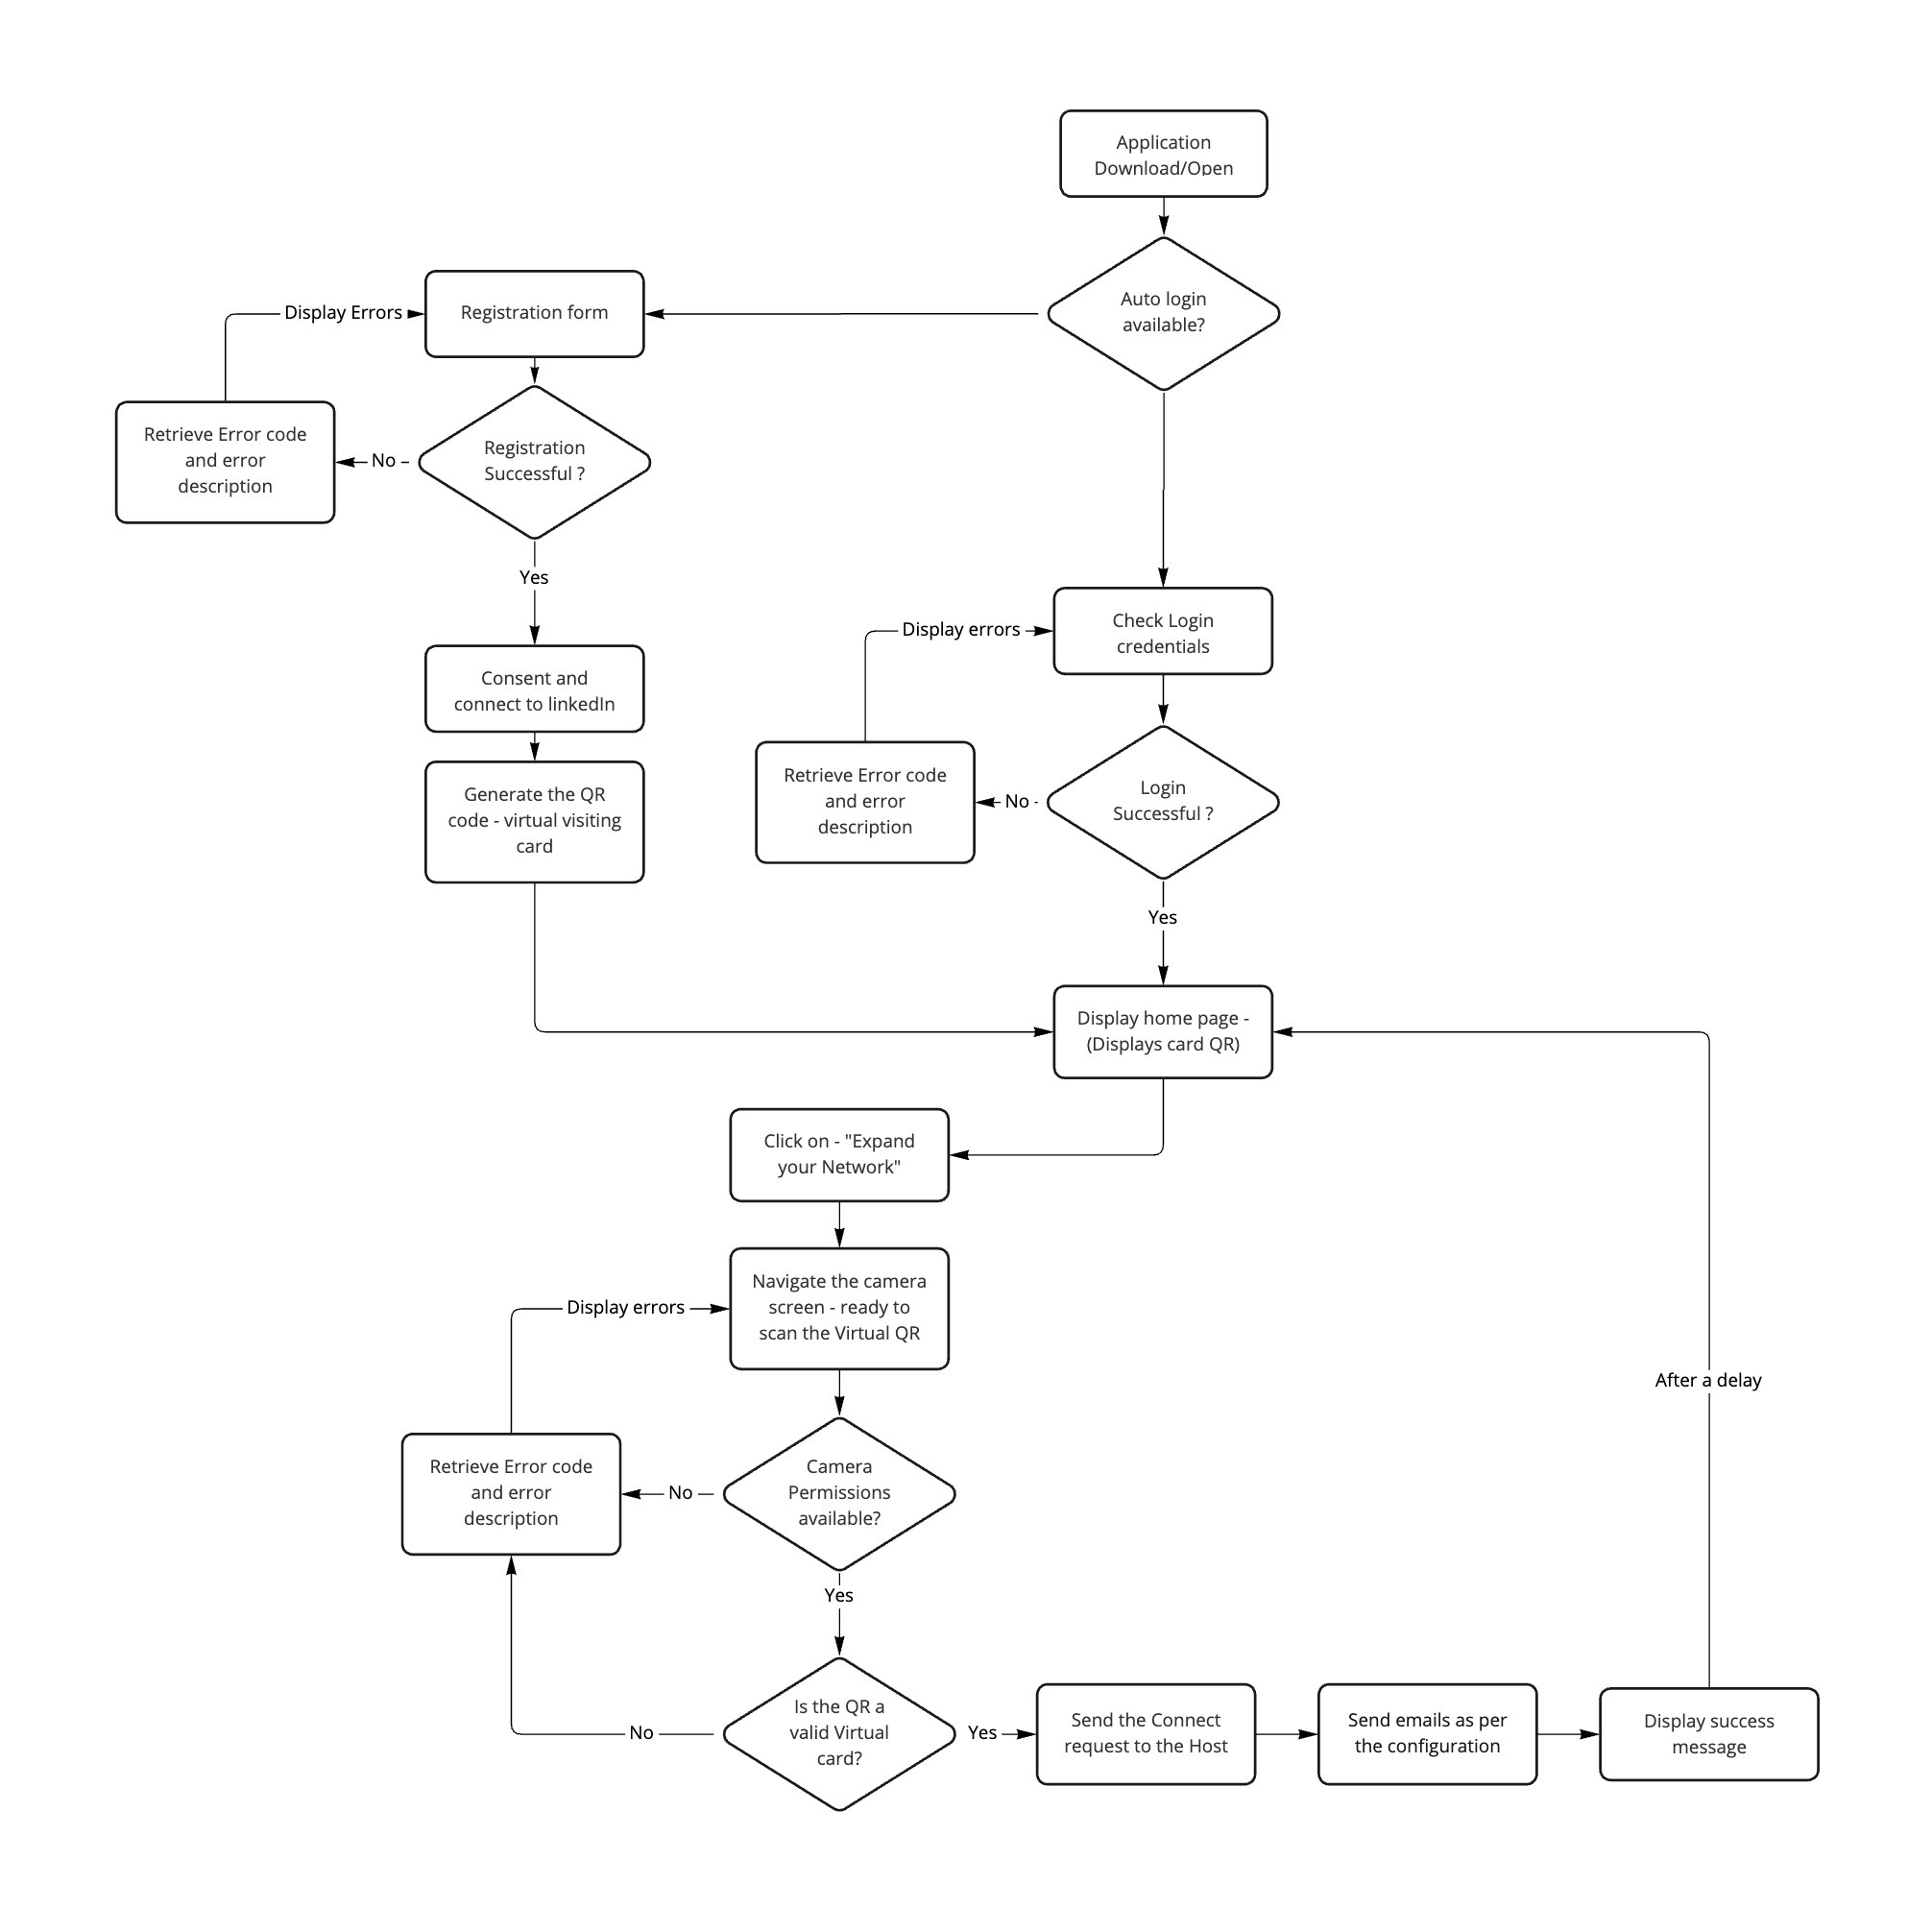 Application
Download/Open
Auto login
available?
Display Errors
Registration form
Retrieve Error code
and error
description
No
Registration
Successful ?
Yes
Display errors
Check Login
credentials
Consent and
connect to linkedIn
Generate the QR
code - virtual visiting
card
Retrieve Error code
and error
description
No
Login
Successful ?
Yes
Display home page -
(Displays card QR)
Click on - "Expand
your Network"
Display errors
Navigate the camera
screen - ready to
scan the Virtual QR
After a delay
Retrieve Error code
and error
description
No
Camera
Permissions
available?
Yes
No
Is the QR a
valid Virtual
card?
Yes
Send the Connect
request to the Host
Send emails as per
the configuration
Display success
message